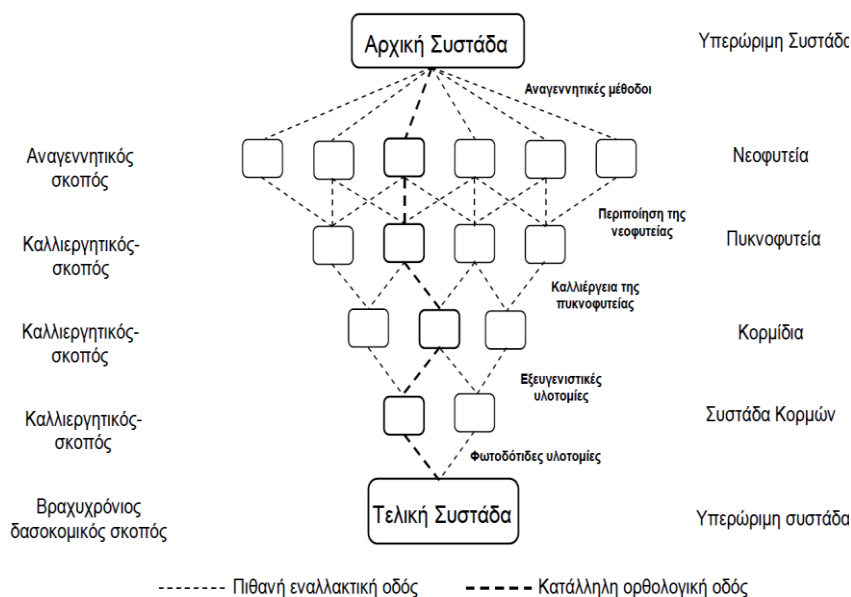 Αρχική Συστάδα
Υπερώριμη Συστάδα
Αναγεννητικές μέθοδοι
Αναγεννητικός
σκοπός
Νεοφυτεία
Περιποίηση της
νεοφυτείας
Καλλιεργητικός-
σκοπός
Πυκνοφυτεία
Καλλιέργεια της
πυκνοφυτείας
Καλλιεργητικός-
σκοπός
Κορμίδια
Εξευγενιστικές
υλοτομίες
Καλλιεργητικός-
σκοπός
Συστάδα Κορμών
Φωτοδότιδες υλοτομίες
Βραχυχρόνιος
δασοκομικός σκοπός
Τελική Συστάδα
Υπερώριμη συστάδα
Πιθανή εναλλακτική οδός
Κατάλληλη ορθολογική οδός